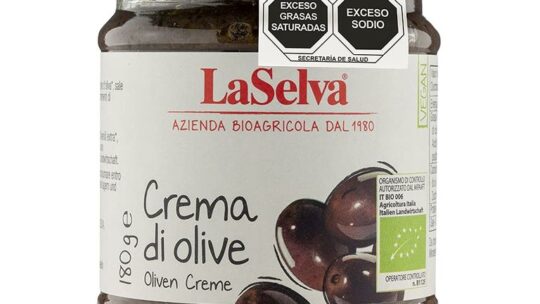 EXCESO
GRASAS
SATURADAS
EXCESO
SODIO
SECRETARÍA DE SALUD
LaSelva®
AZIENDA BIOAGRICOLA DAL 1980
VEGAN
Crema
di olive
Oliven Creme
180g e
ORGANISMO DI CONTROLLO
AUTORIZZATO DAL MIPAAFT
IT BIO 006
Agricoltura Italia
Italien Landwirtschaft
OPERATORE CONTROLLATO